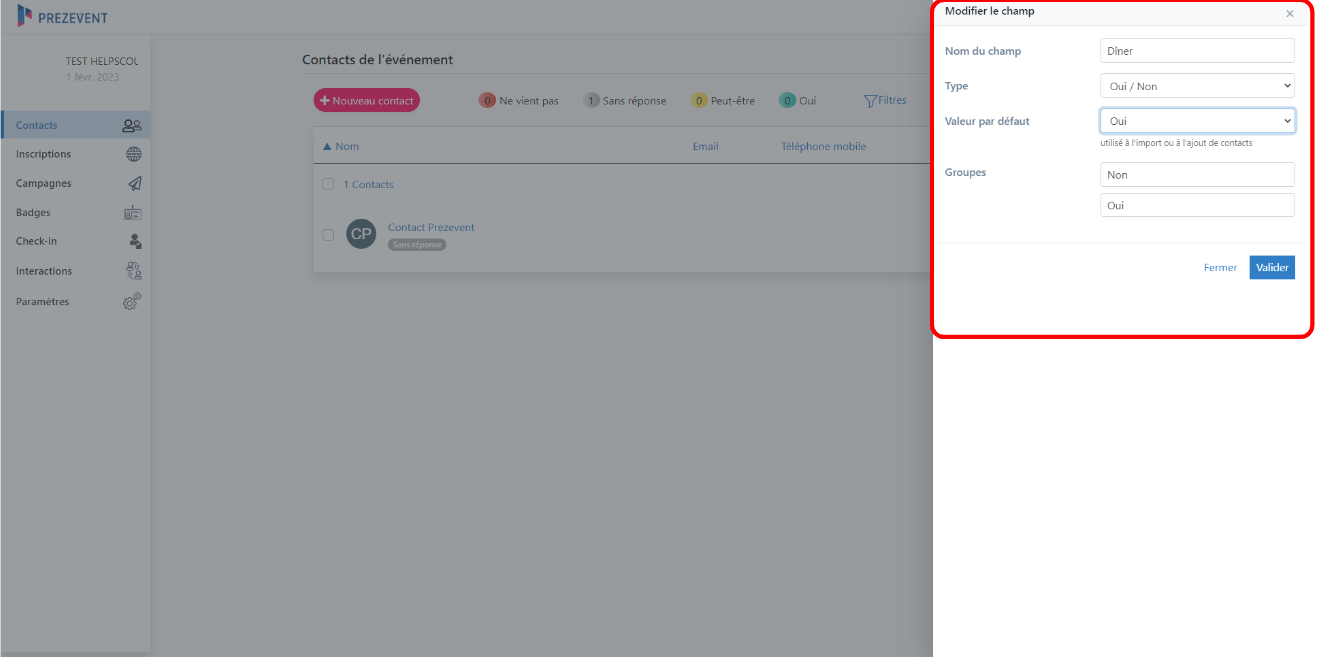 PREZEVENT
TEST HELPSCOL
1 févr. 2023
Contacts
Inscriptions
Campagnes
Badges
Check-in
Interactions
Paramètres
Contacts de l'événement
+ Nouveau contact
0 Ne vient pas
1 Sans réponse
0 Peut-être
0 Oui
Filtres
▲ Nom Email Téléphone mobile
1 Contacts
CP
Contact Prezevent
Sans réponse
Modifier le champ ×
Nom du champ Dîner
Type Oui / Non
Valeur par défaut Oui
utilisé à l'import ou à l'ajout de contacts
Groupes Non
Oui
Fermer Valider